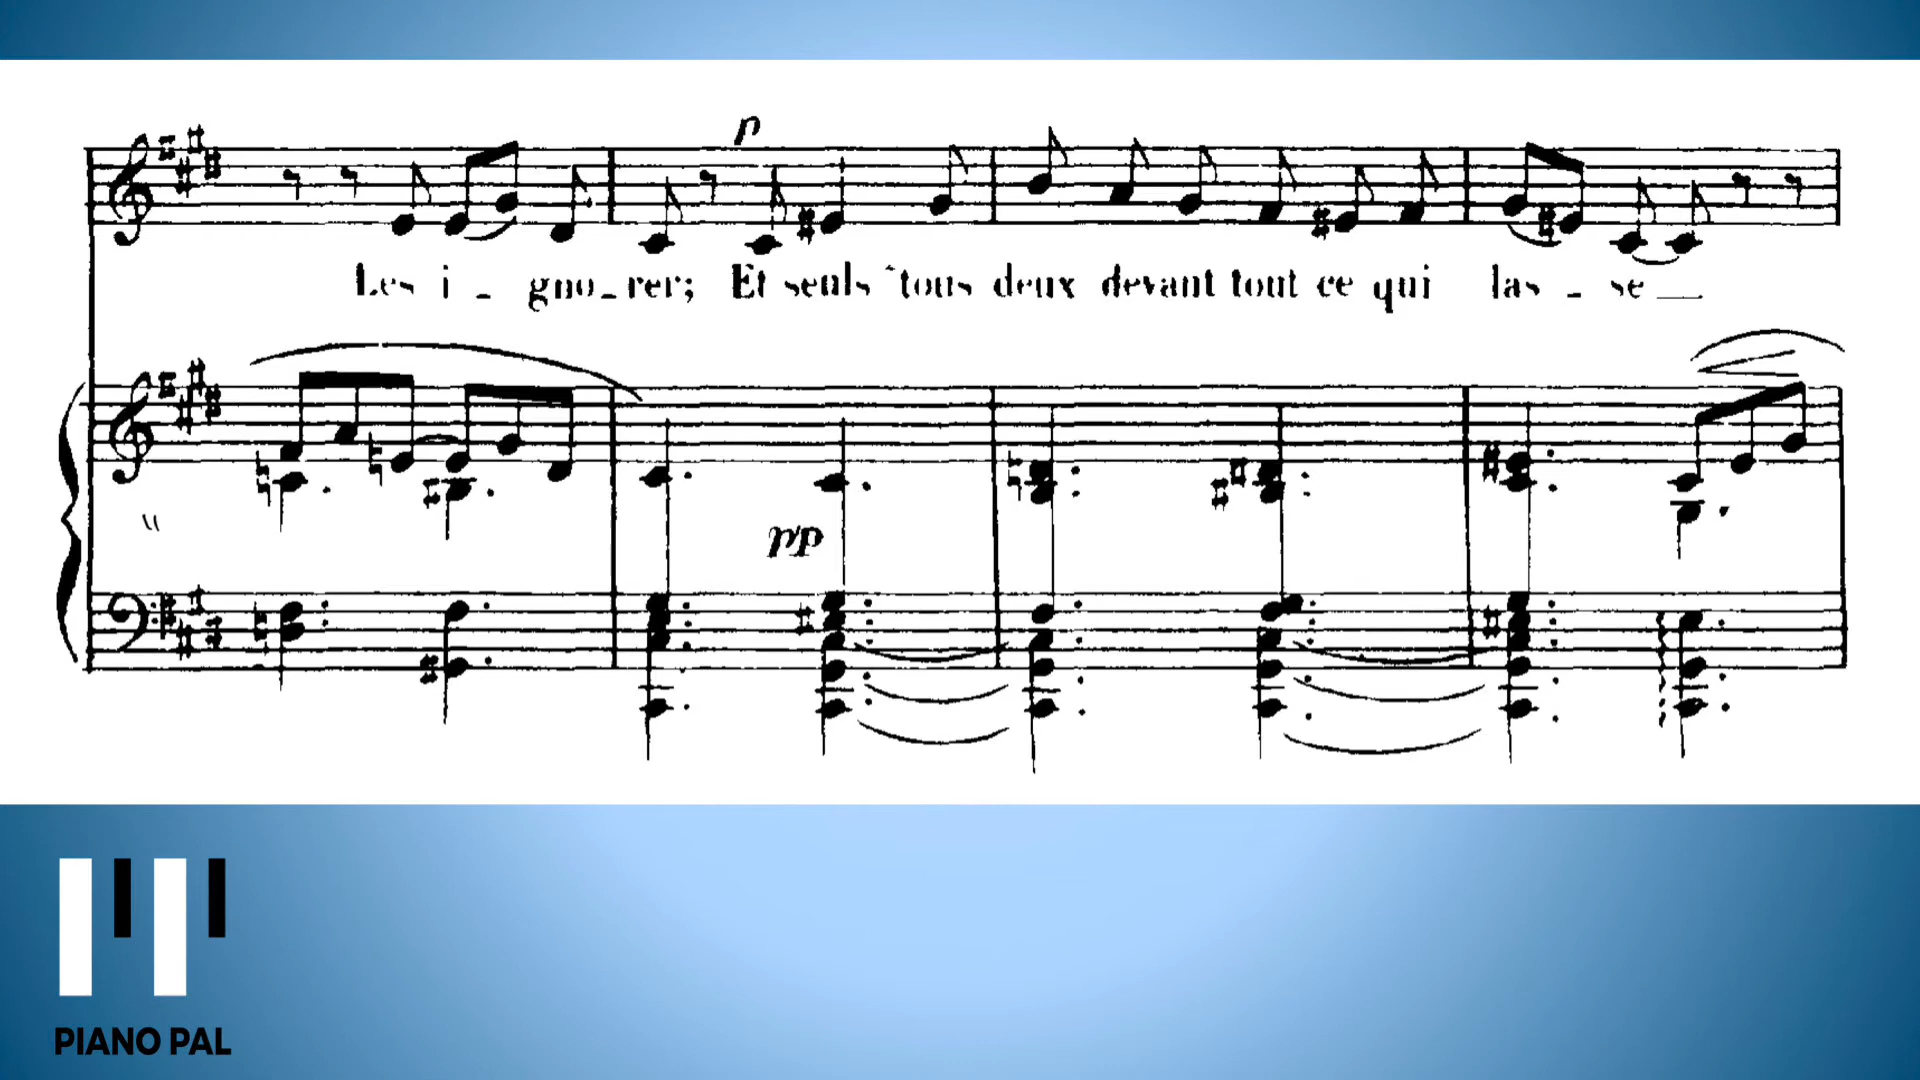 p
Les i - gno - rer; Et seuls tous deux devant tout ce qui las - se
pp
PIANO PAL